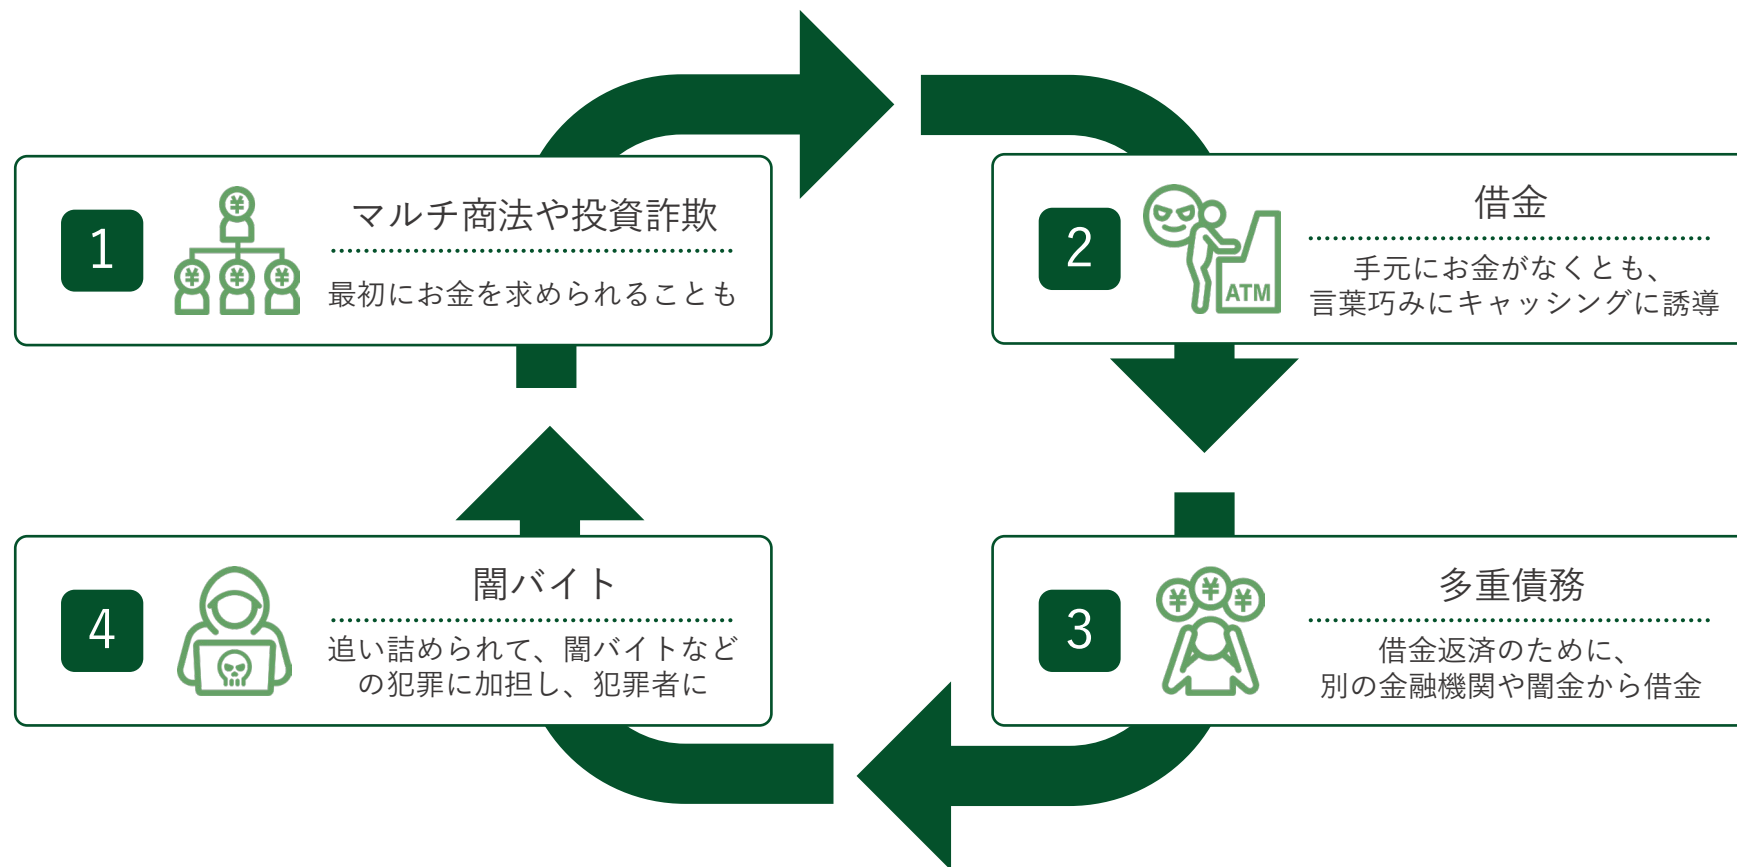 1
マルチ商法や投資詐欺
最初にお金を求められることも
2
ATM
借金
手元にお金がなくとも、
言葉巧みにキャッシングに誘導
3
多重債務
借金返済のために、
別の金融機関や闇金から借金
4
闇バイト
追い詰められて、闇バイトなど
の犯罪に加担し、犯罪者に
¥
¥ ¥ ¥
¥ ¥ ¥